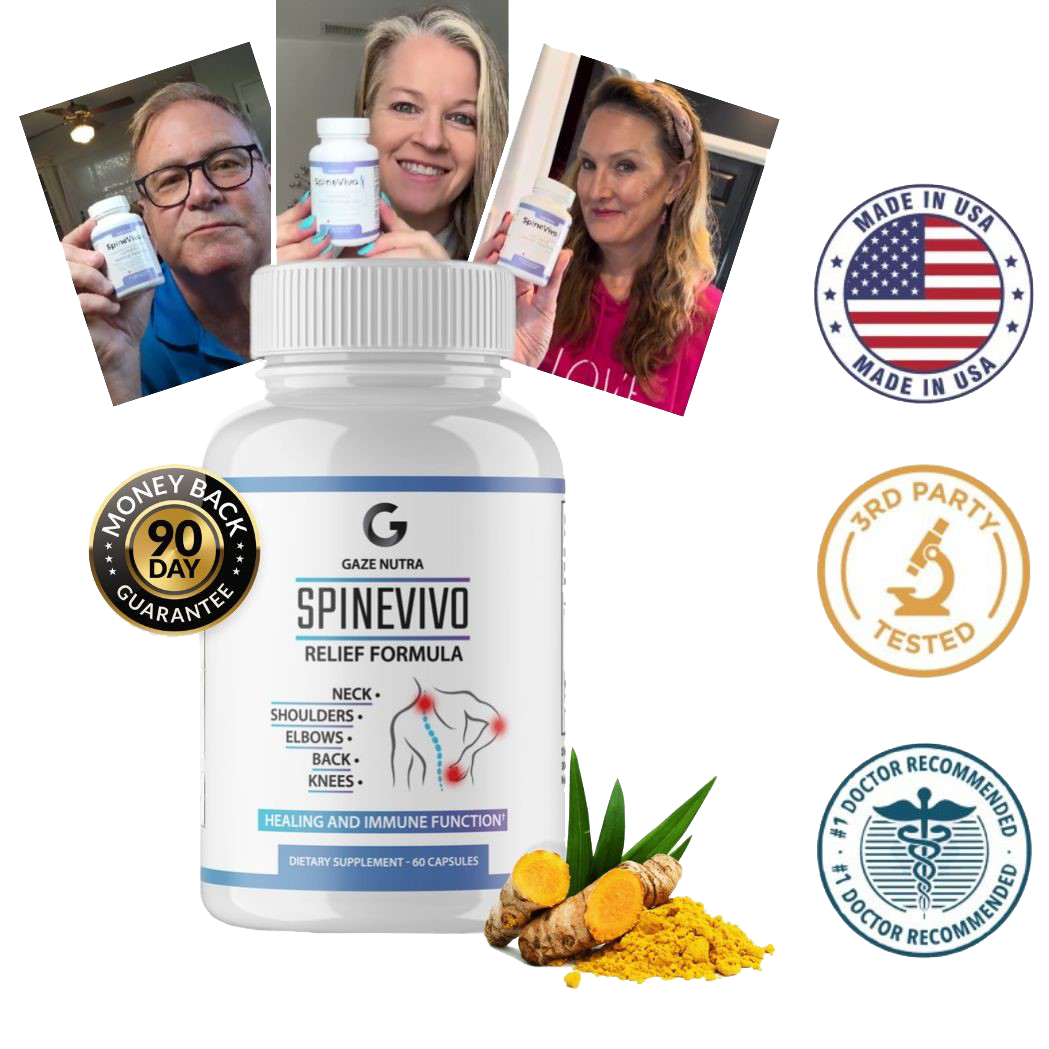 SpineVivo
SpineVivo
SpineVivo
LOVE
MADE IN USA
MADE IN USA
MONEY BACK
90
DAY
GUARANTEE
G
GAZE NUTRA
SPINEVIVO
RELIEF FORMULA
NECK •
SHOULDERS •
ELBOWS •
BACK •
KNEES •
HEALING AND IMMUNE FUNCTION†
DIETARY SUPPLEMENT - 60 CAPSULES
3RD PARTY
TESTED
#1 DOCTOR RECOMMENDED
#1 DOCTOR RECOMMENDED